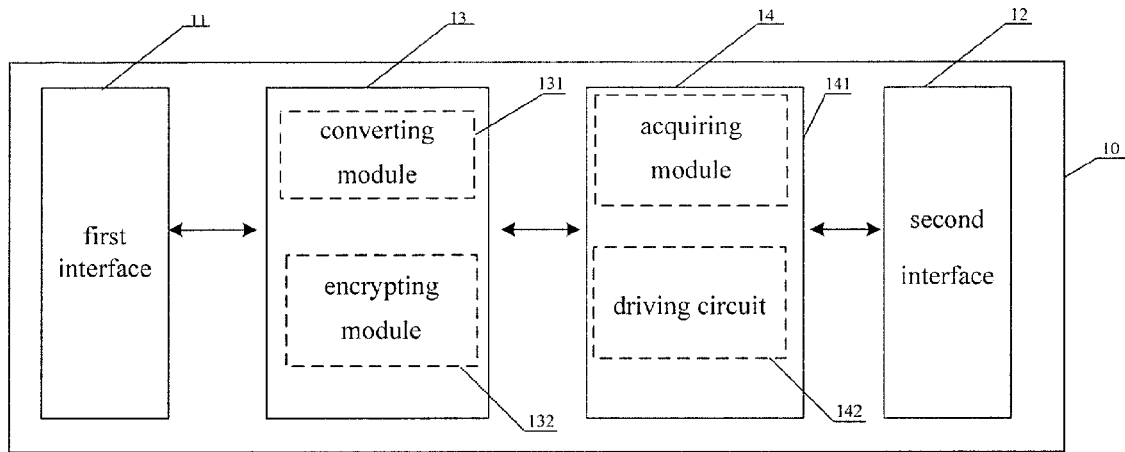 11
13
14
12
131
141
10
first
interface
converting
module
encrypting
module
acquiring
module
driving circuit
second
interface
132
142